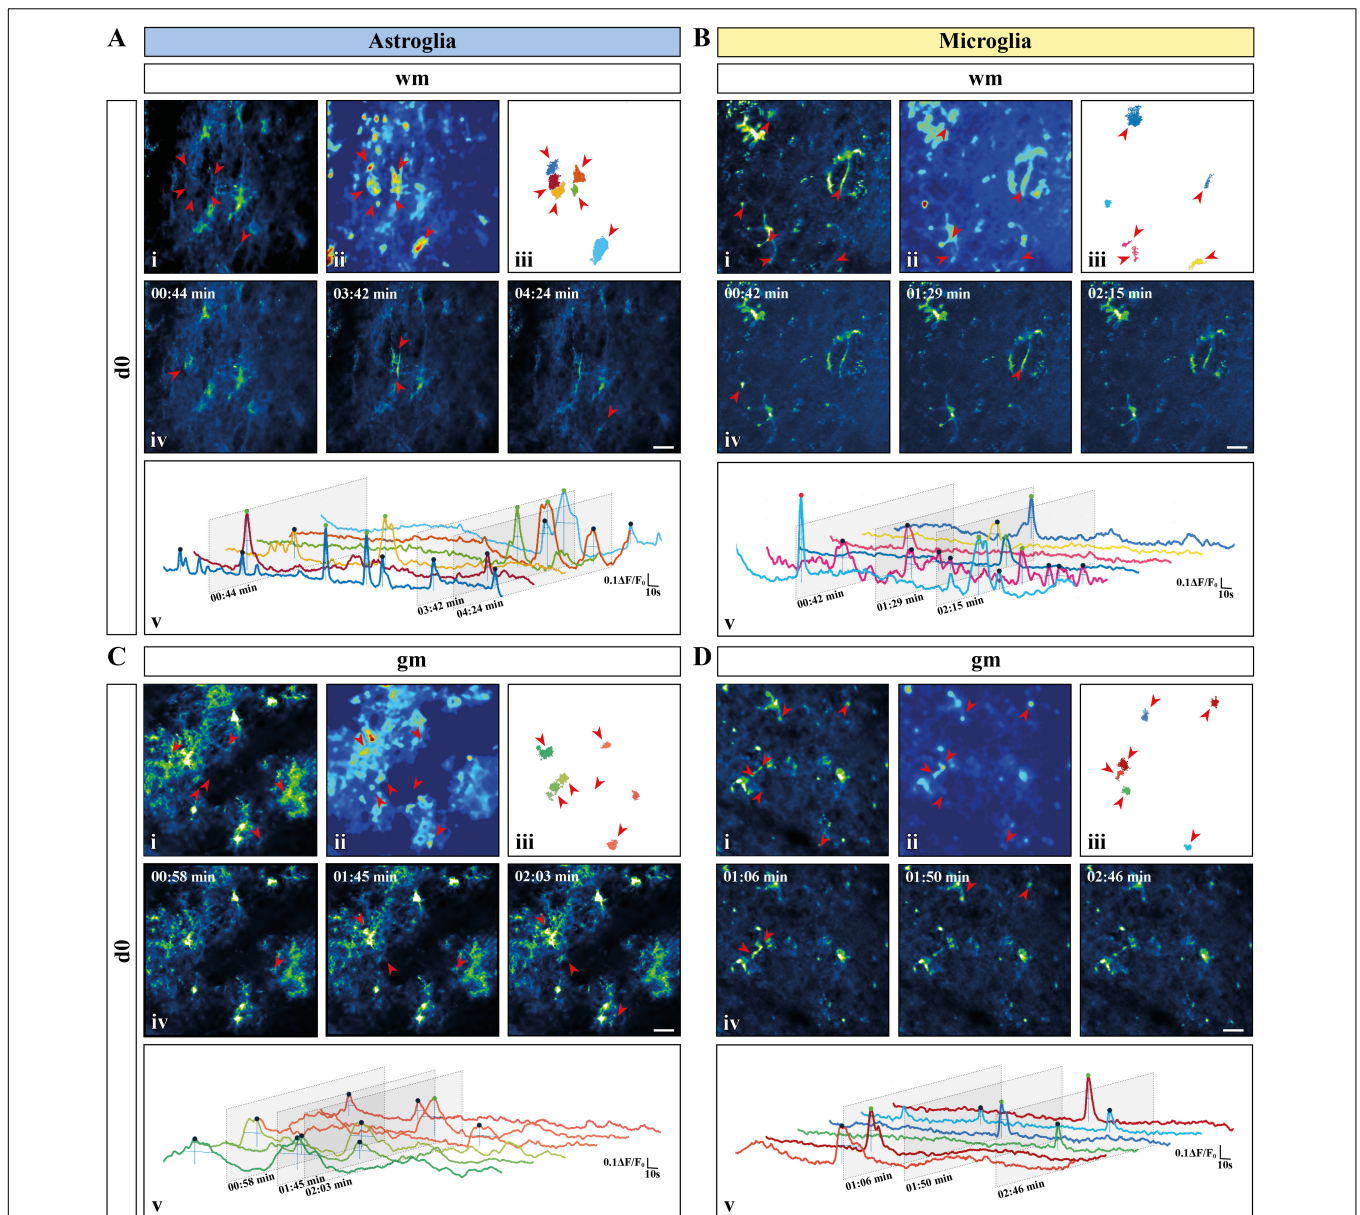 A
Astroglia
B
Microglia
wm
wm
d0
i
ii
iii
i
ii
iii
00:44 min
03:42 min
04:24 min
00:42 min
01:29 min
02:15 min
iv
iv
00:44 min
03:42 min
04:24 min
0.1ΔF/F₀
10s
v
00:42 min
01:29 min
02:15 min
0.1ΔF/F₀
10s
v
C
gm
D
gm
d0
i
ii
iii
i
ii
iii
00:58 min
01:45 min
02:03 min
01:06 min
01:50 min
02:46 min
iv
iv
00:58 min
01:45 min
02:03 min
0.1ΔF/F₀
10s
v
01:06 min
01:50 min
02:46 min
0.1ΔF/F₀
10s
v